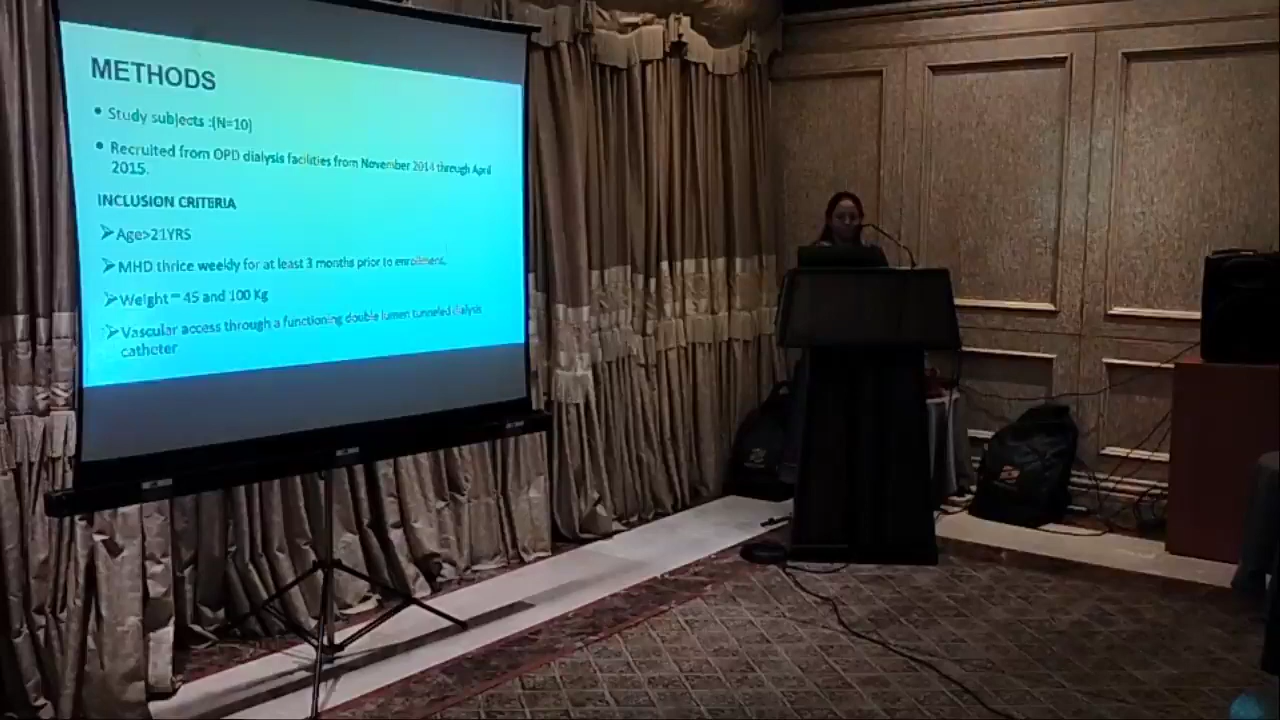 METHODS
• Study subjects :(N=10)
• Recruited from OPD dialysis facilities from November 2014 through April
2015.
INCLUSION CRITERIA
➢Age>21YRS
➢MHD thrice weekly for at least 3 months prior to enrollment.
➢Weight = 45 and 100 Kg
➢Vascular access through a functioning double lumen tunneled dialysis
catheter